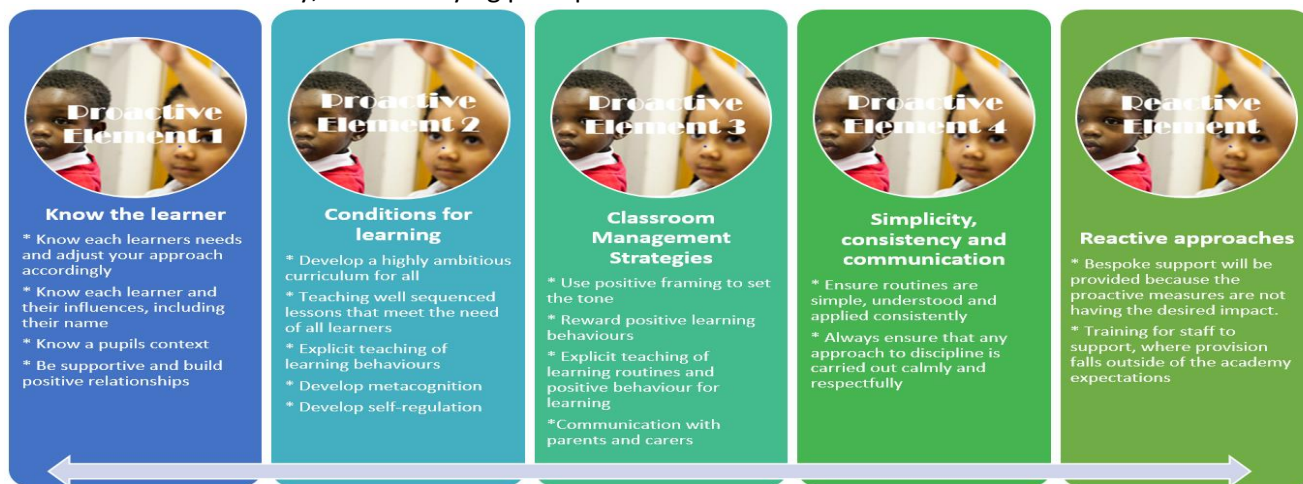 Proactive
Element 1
Know the learner
* Know each learners needs
and adjust your approach
accordingly
* Know each learner and
their influences, including
their name
* Know a pupils context
* Be supportive and build
positive relationships
Proactive
Element 2
Conditions for
learning
* Develop a highly ambitious
curriculum for all
* Teaching well sequenced
lessons that meet the need
of all learners
* Explicit teaching of
learning behaviours
* Develop metacognition
* Develop self-regulation
Proactive
Element 3
Classroom
Management
Strategies
* Use positive framing to set
the tone
* Reward positive learning
behaviours
* Explicit teaching of
learning routines and
positive behaviour for
learning
*Communication with
parents and carers
Proactive
Element 4
Simplicity,
consistency and
communication
* Ensure routines are
simple, understood and
applied consistently
* Always ensure that any
approach to discipline is
carried out calmly and
respectfully
Reactive
Element
Reactive approaches
* Bespoke support will be
provided because the
proactive measures are not
having the desired impact.
* Training for staff to
support, where provision
falls outside of the academy
expectations